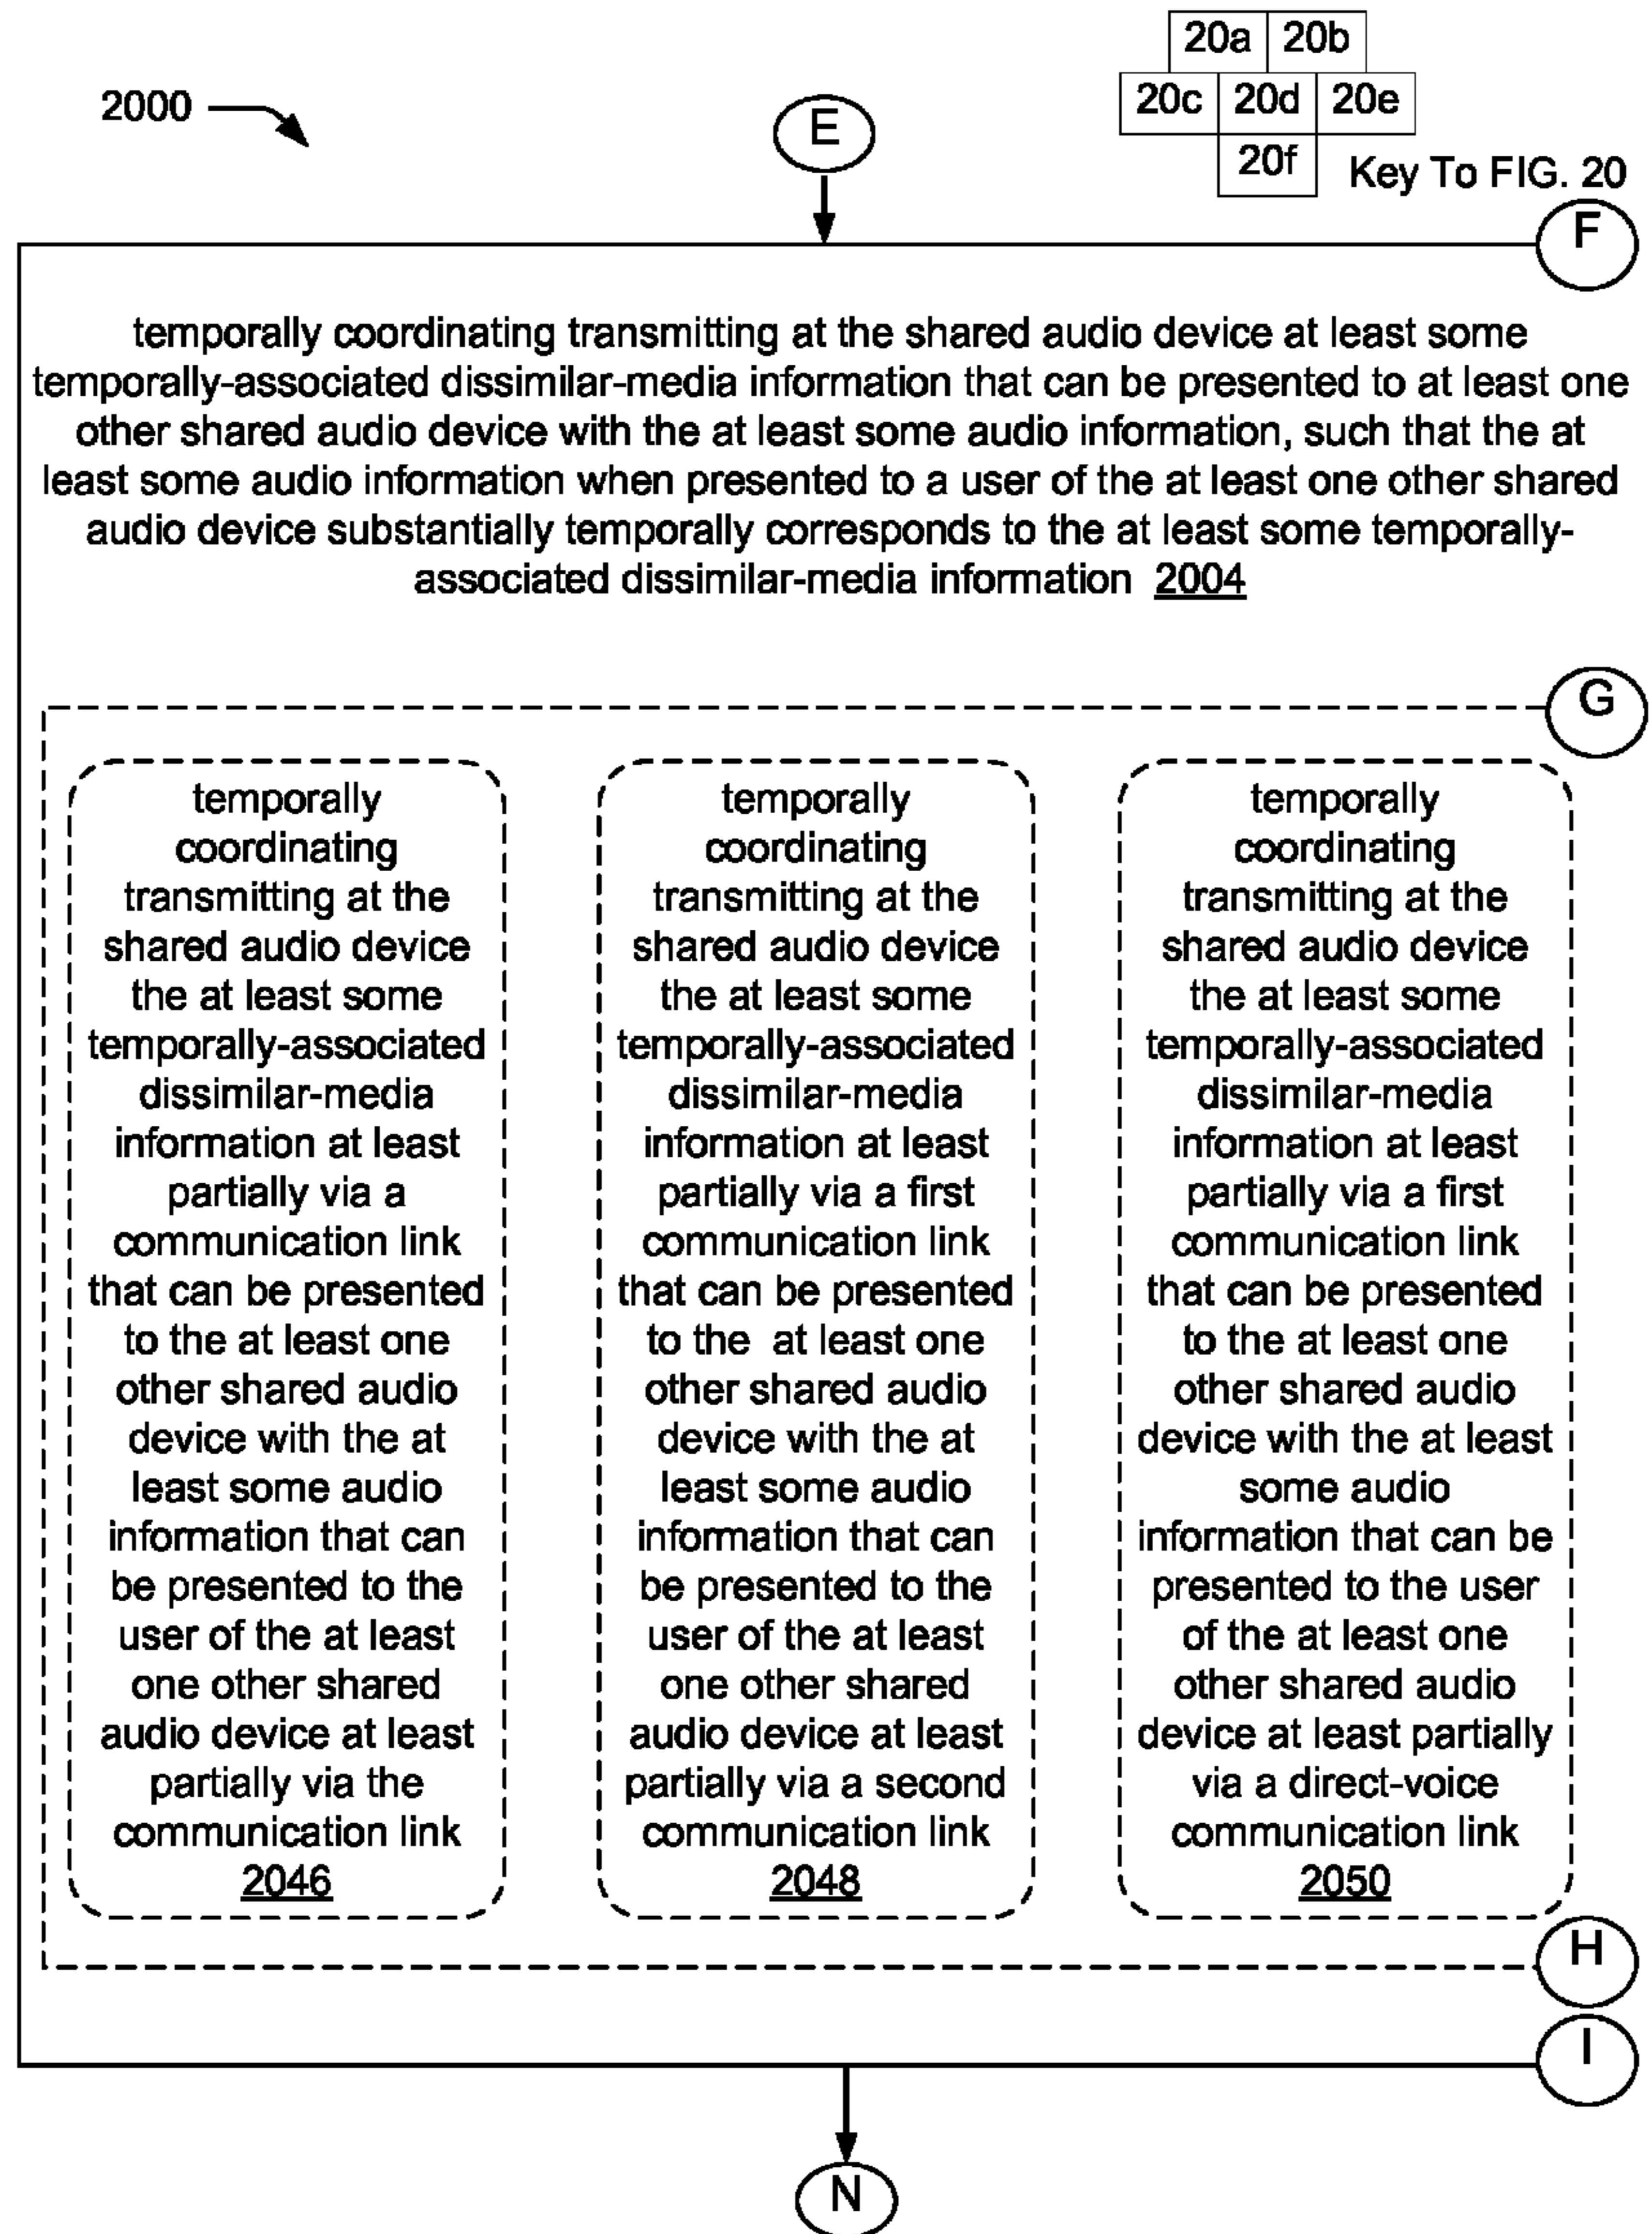 20a 20b
2000
E
20c 20d 20e
20f
Key To FIG. 20
F
temporally coordinating transmitting at the shared audio device at least some
temporally-associated dissimilar-media information that can be presented to at least one
other shared audio device with the at least some audio information, such that the at
least some audio information when presented to a user of the at least one other shared
audio device substantially temporally corresponds to the at least some temporally-
associated dissimilar-media information 2004
G
temporally
coordinating
transmitting at the
shared audio device
the at least some
temporally-associated
dissimilar-media
information at least
partially via a
communication link
that can be presented
to the at least one
other shared audio
device with the at
least some audio
information that can
be presented to the
user of the at least
one other shared
audio device at least
partially via the
communication link
2046
temporally
coordinating
transmitting at the
shared audio device
the at least some
temporally-associated
dissimilar-media
information at least
partially via a first
communication link
that can be presented
to the at least one
other shared audio
device with the at
least some audio
information that can
be presented to the
user of the at least
one other shared
audio device at least
partially via a second
communication link
2048
temporally
coordinating
transmitting at the
shared audio device
the at least some
temporally-associated
dissimilar-media
information at least
partially via a first
communication link
that can be presented
to the at least one
other shared audio
device with the at least
some audio
information that can be
presented to the user
of the at least one
other shared audio
device at least partially
via a direct-voice
communication link
2050
H
I
N